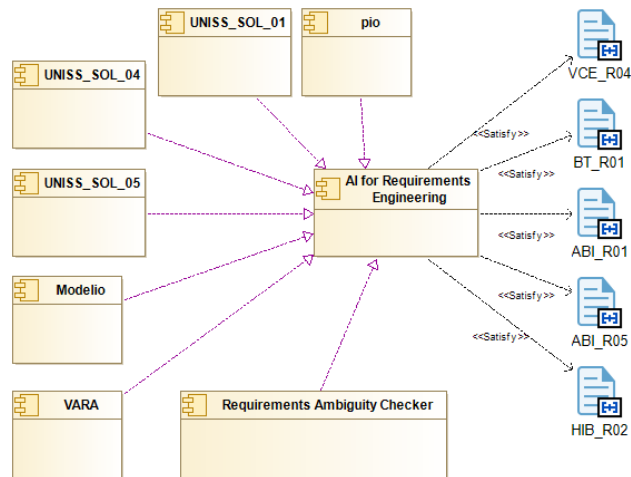 UNISS_SOL_01
pio
UNISS_SOL_04
VCE_R04
<<Satisfy>>
BT_R01
<<Satisfy>>
UNISS_SOL_05
AI for Requirements
Engineering
ABI_R01
<<Satisfy>>
Modelio
<<Satisfy>>
ABI_R05
<<Satisfy>>
VARA
Requirements Ambiguity Checker
HIB_R02